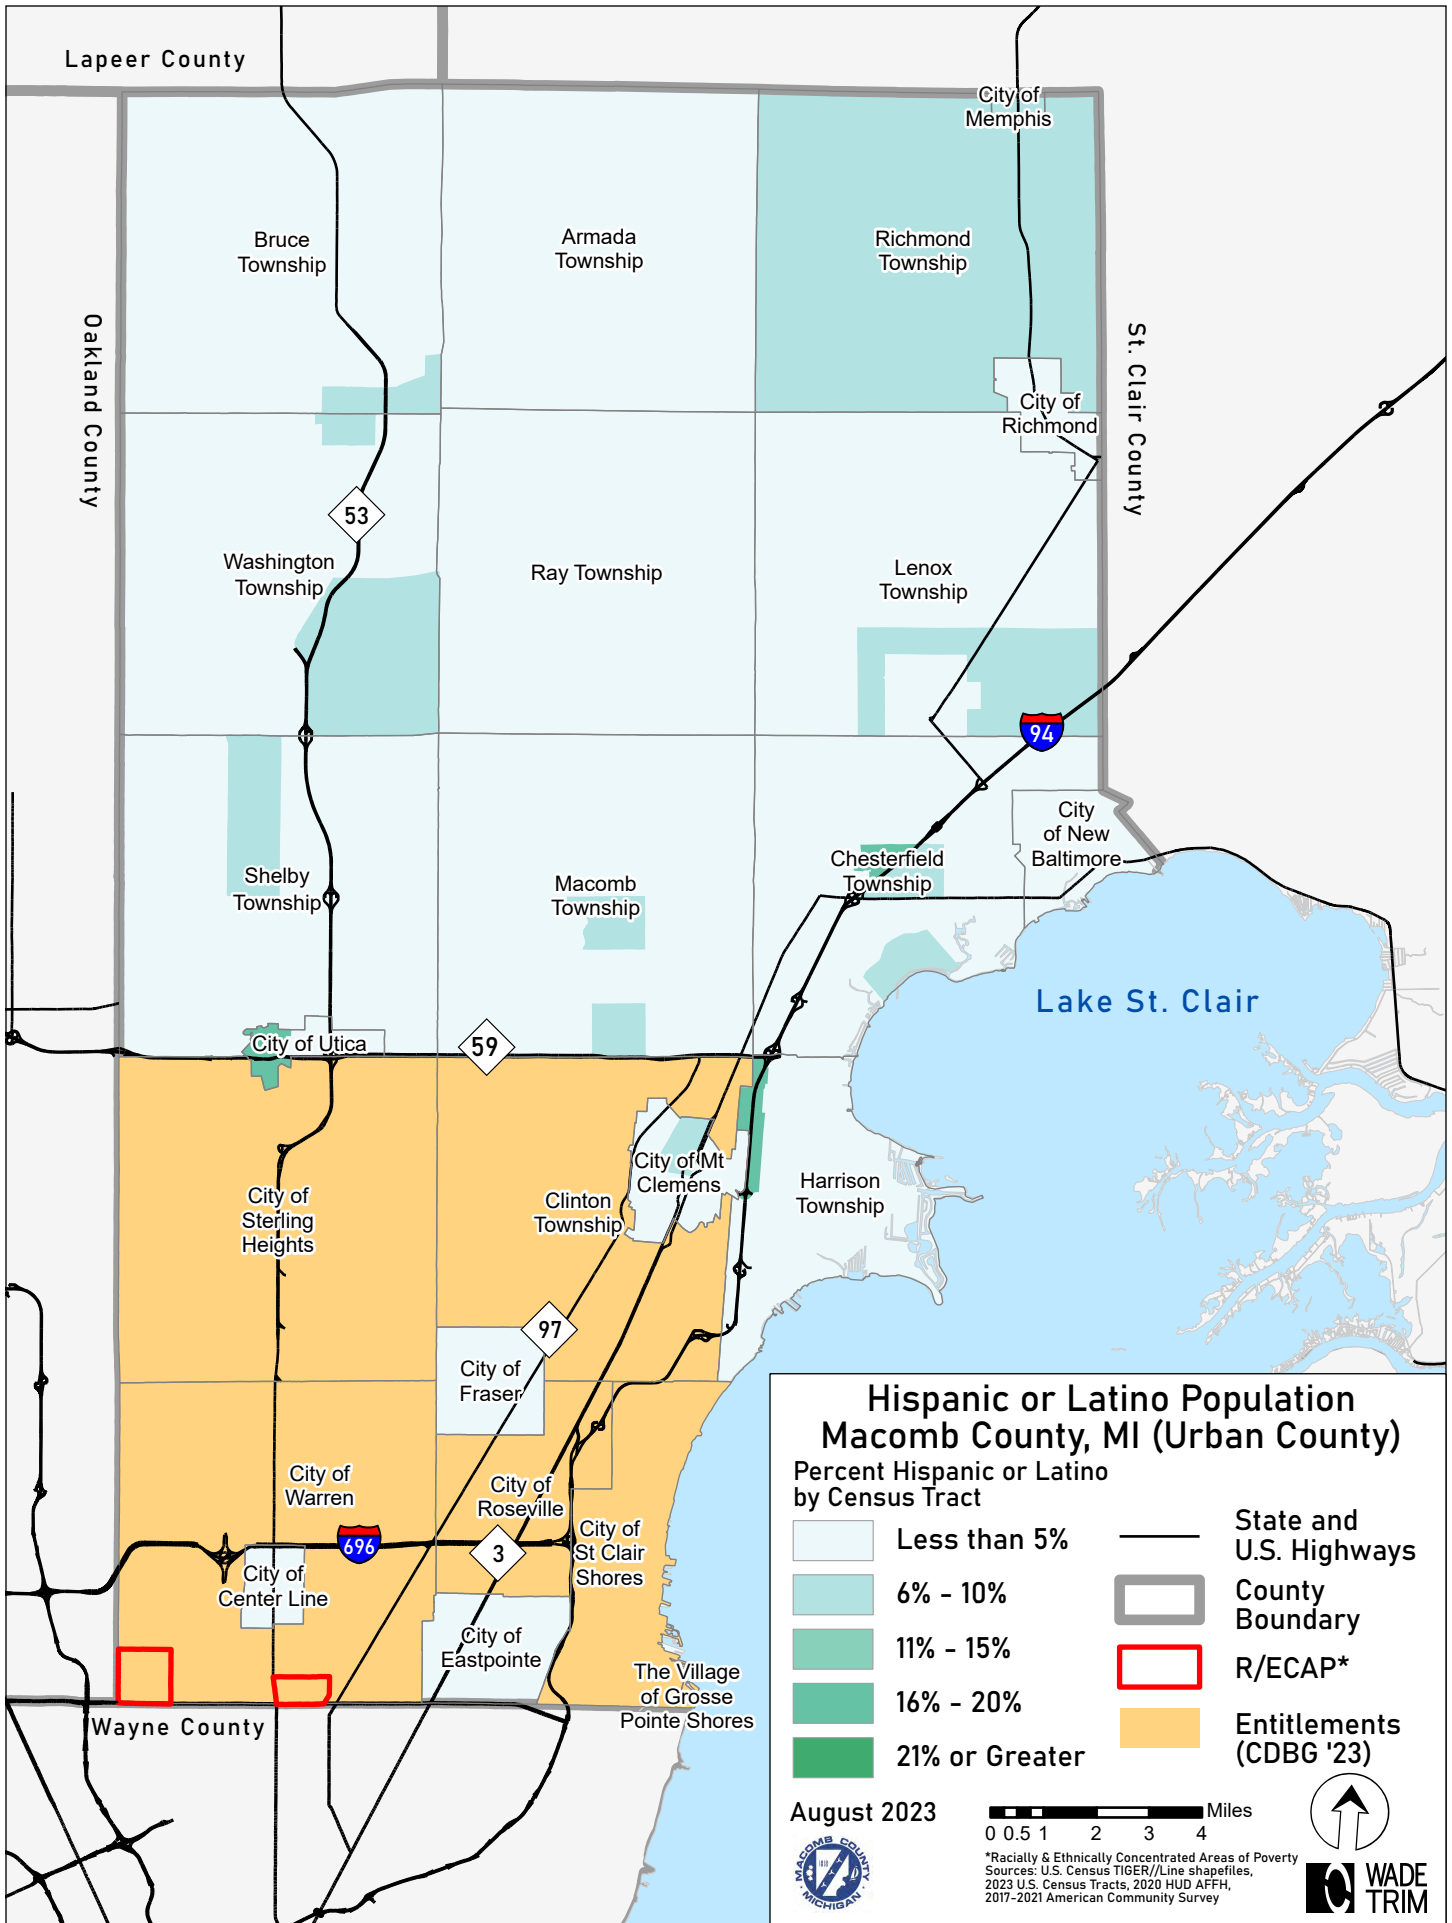 Lapeer County
City of
Memphis
Bruce
Township
Armada
Township
Richmond
Township
Oakland County
St. Clair County
City of
Richmond
53
Washington
Township
Ray Township
Lenox
Township
94
City
of New
Baltimore
Chesterfield
Township
Shelby
Township
Macomb
Township
Lake St. Clair
City of Utica
59
City of Mt
Clemens
Harrison
Township
City of
Sterling
Heights
Clinton
Township
97
City of
Fraser
City of
Warren
City of
Roseville
696
3
City of
St Clair
Shores
City of
Center Line
City of
Eastpointe
The Village
of Grosse
Pointe Shores
Wayne County
Hispanic or Latino Population
Macomb County, MI (Urban County)
Percent Hispanic or Latino
by Census Tract
Less than 5%
6% - 10%
11% - 15%
16% - 20%
21% or Greater
State and
U.S. Highways
County
Boundary
R/ECAP*
Entitlements
(CDBG '23)
August 2023
Miles
0 0.5 1 2 3 4
*Racially & Ethnically Concentrated Areas of Poverty
Sources: U.S. Census TIGER//Line shapefiles,
2023 U.S. Census Tracts, 2020 HUD AFFH,
2017-2021 American Community Survey
MACOMB COUNTY
MICHIGAN
WADE
TRIM